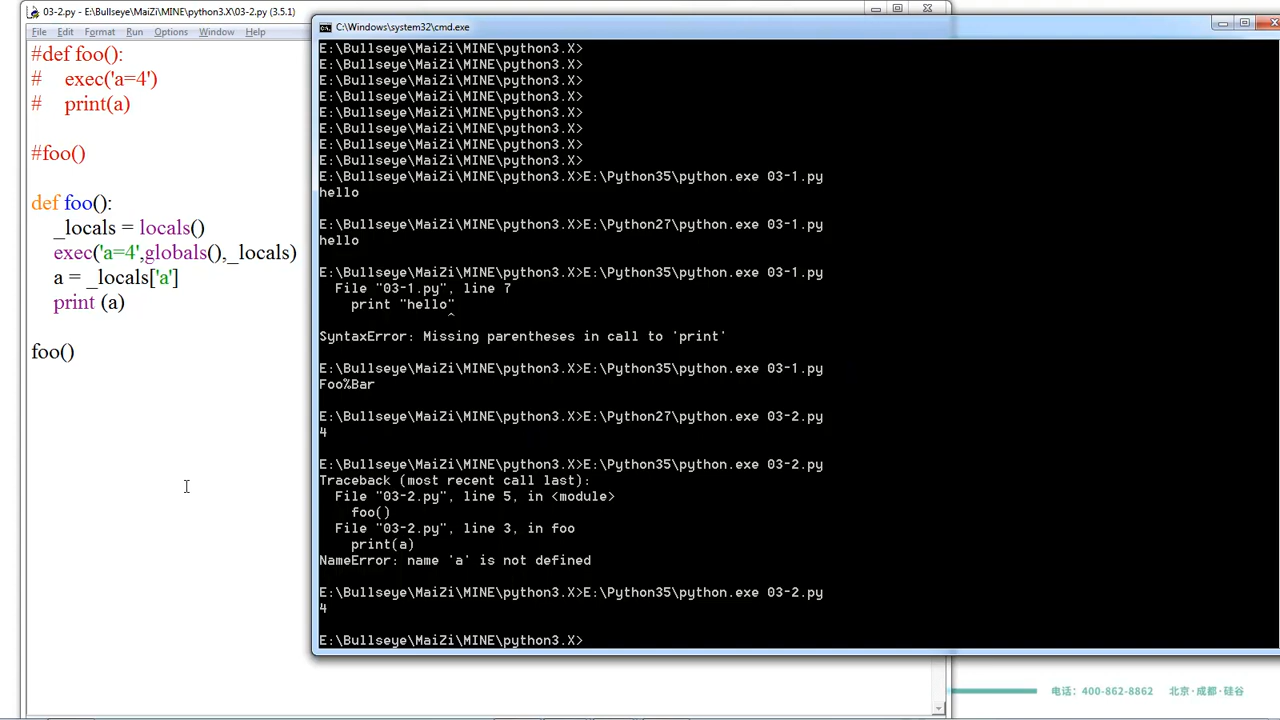 03-2.py - E:\Bullseye\MaiZi\MINE\python3.X\03-2.py (3.5.1)
File Edit Format Run Options Window Help
#def foo():
#    exec('a=4')
#    print(a)
#foo()
def foo():
    _locals = locals()
    exec('a=4',globals(),_locals)
    a = _locals['a']
    print (a)
foo()
C:\Windows\system32\cmd.exe
E:\Bullseye\MaiZi\MINE\python3.X>
E:\Bullseye\MaiZi\MINE\python3.X>
E:\Bullseye\MaiZi\MINE\python3.X>
E:\Bullseye\MaiZi\MINE\python3.X>
E:\Bullseye\MaiZi\MINE\python3.X>
E:\Bullseye\MaiZi\MINE\python3.X>
E:\Bullseye\MaiZi\MINE\python3.X>
E:\Bullseye\MaiZi\MINE\python3.X>
E:\Bullseye\MaiZi\MINE\python3.X>E:\Python35\python.exe 03-1.py
hello
E:\Bullseye\MaiZi\MINE\python3.X>E:\Python27\python.exe 03-1.py
hello
E:\Bullseye\MaiZi\MINE\python3.X>E:\Python35\python.exe 03-1.py
  File "03-1.py", line 7
    print "hello"
                ^
SyntaxError: Missing parentheses in call to 'print'
E:\Bullseye\MaiZi\MINE\python3.X>E:\Python35\python.exe 03-1.py
Foo%Bar
E:\Bullseye\MaiZi\MINE\python3.X>E:\Python27\python.exe 03-2.py
4
E:\Bullseye\MaiZi\MINE\python3.X>E:\Python35\python.exe 03-2.py
Traceback (most recent call last):
  File "03-2.py", line 5, in <module>
    foo()
  File "03-2.py", line 3, in foo
    print(a)
NameError: name 'a' is not defined
E:\Bullseye\MaiZi\MINE\python3.X>E:\Python35\python.exe 03-2.py
4
E:\Bullseye\MaiZi\MINE\python3.X>
电话：400-862-8862 北京·成都·硅谷